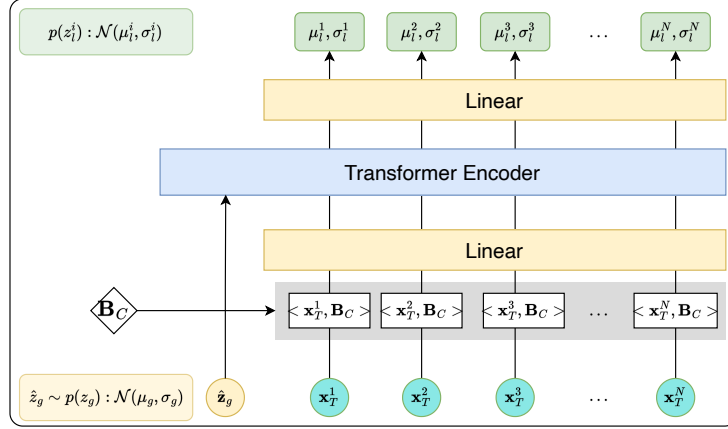 p(z_l^i) : N(μ_l^i, σ_l^i)
μ_l^1, σ_l^1 μ_l^2, σ_l^2 μ_l^3, σ_l^3 ... μ_l^N, σ_l^N
Linear
Transformer Encoder
Linear
B_C
< x_T^1, B_C > < x_T^2, B_C > < x_T^3, B_C > ... < x_T^N, B_C >
ẑ_g ∼ p(z_g) : N(μ_g, σ_g)
ẑ_g
x_T^1 x_T^2 x_T^3 ... x_T^N